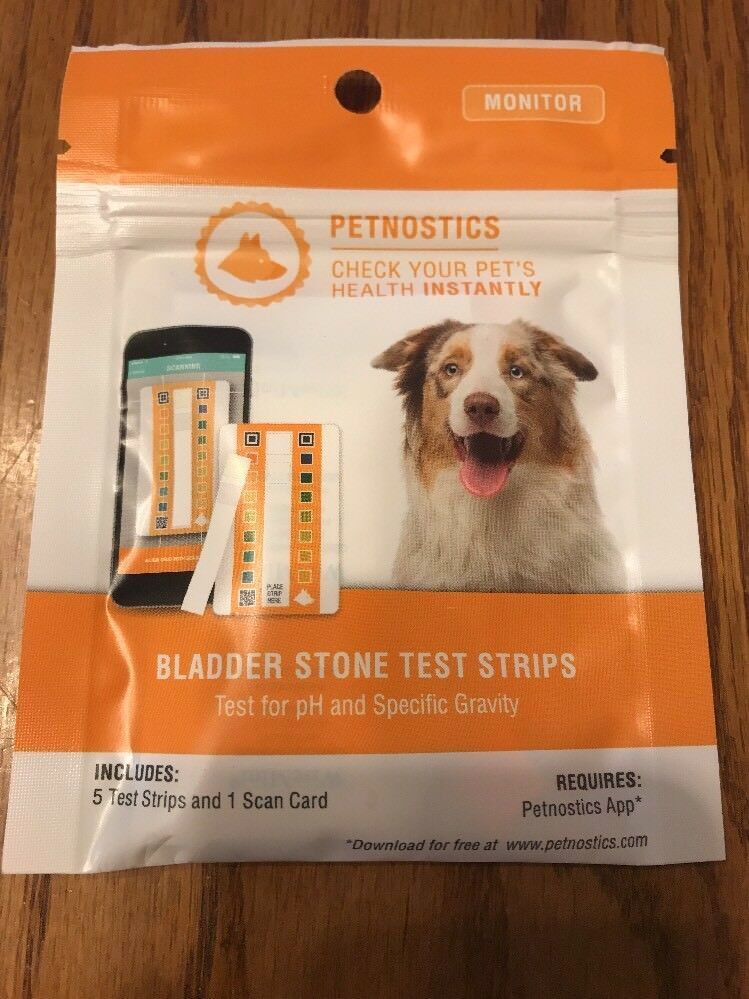 MONITOR
PETNOSTICS
CHECK YOUR PET'S
HEALTH INSTANTLY
SCANNING
PLACE
STRIP
HERE
BLADDER STONE TEST STRIPS
Test for pH and Specific Gravity
INCLUDES:
5 Test Strips and 1 Scan Card
REQUIRES:
Petnostics App*
*Download for free at www.petnostics.com